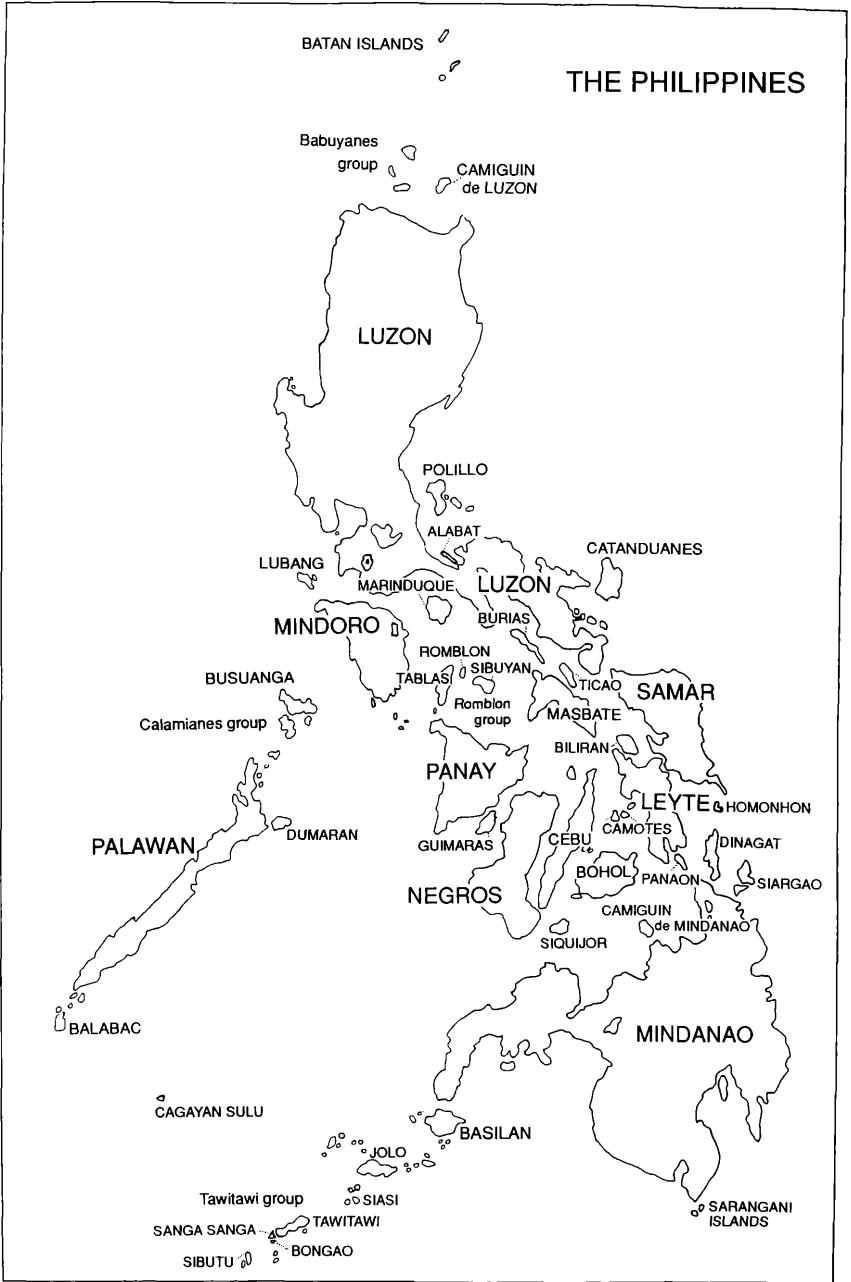 BATAN ISLANDS
THE PHILIPPINES
Babuyanes
group
CAMIGUIN
de LUZON
LUZON
POLILLO
ALABAT
CATANDUANES
LUBANG
MARINDUQUE
LUZON
MINDORO
BURIAS
ROMBLON
SIBUYAN
BUSUANGA
TABLAS
TICAO
SAMAR
Romblon
group
MASBATE
Calamianes group
BILIRAN
PANAY
LEYTE
HOMONHON
CAMOTES
DUMARAN
PALAWAN
GUIMARAS
CEBU
DINAGAT
BOHOL
PANAON
SIARGAO
NEGROS
CAMIGUIN
de MINDANAO
SIQUIJOR
BALABAC
MINDANAO
CAGAYAN SULU
BASILAN
JOLO
Tawitawi group
SIASI
SARANGANI
ISLANDS
TAWITAWI
SANGA SANGA
BONGAO
SIBUTU